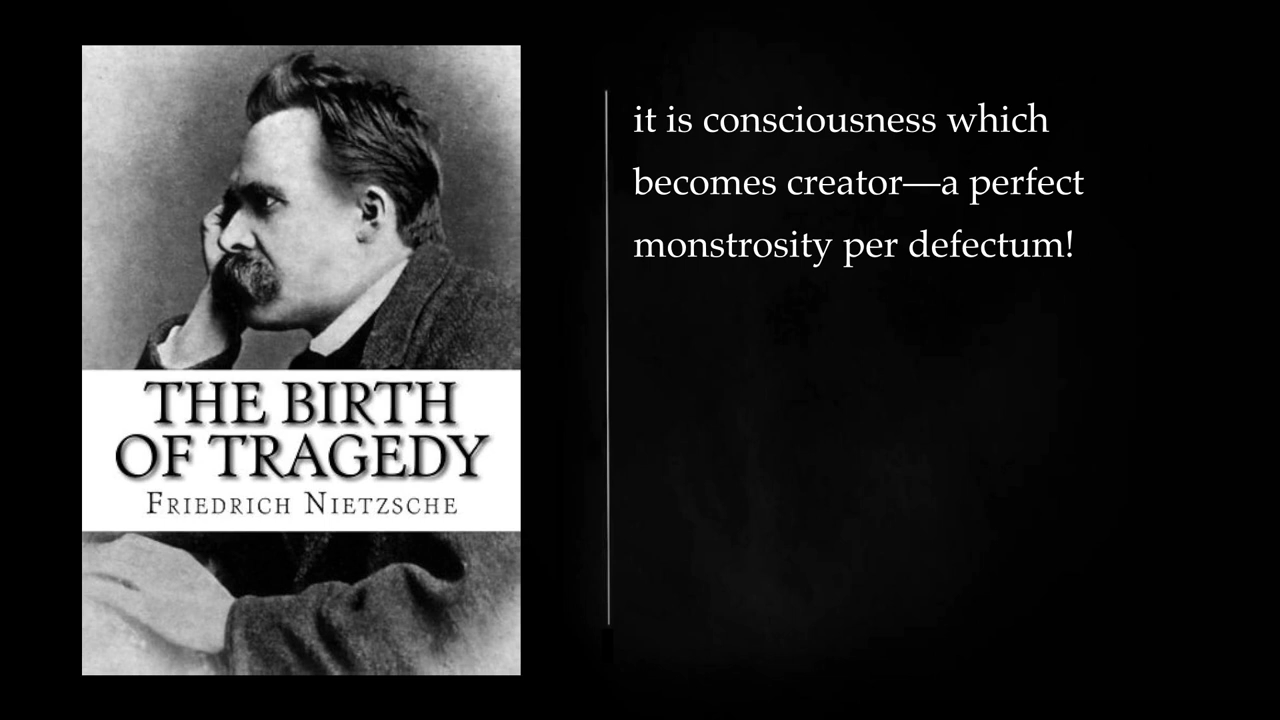 THE BIRTH
OF TRAGEDY
FRIEDRICH NIETZSCHE
it is consciousness which
becomes creator—a perfect
monstrosity per defectum!